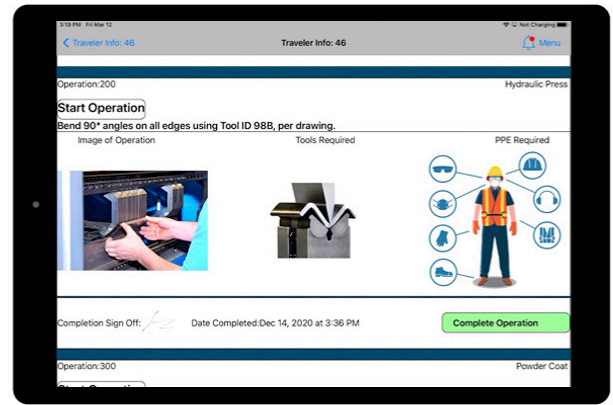 3:19 PM Fri Mar 12
Not Charging
Traveler Info: 46
Traveler Info: 46
Menu
Operation:200
Hydraulic Press
Start Operation
Bend 90* angles on all edges using Tool ID 98B, per drawing.
Image of Operation
Tools Required
PPE Required
Completion Sign Off:
Date Completed:Dec 14, 2020 at 3:36 PM
Complete Operation
Operation:300
Powder Coat
Start Operation